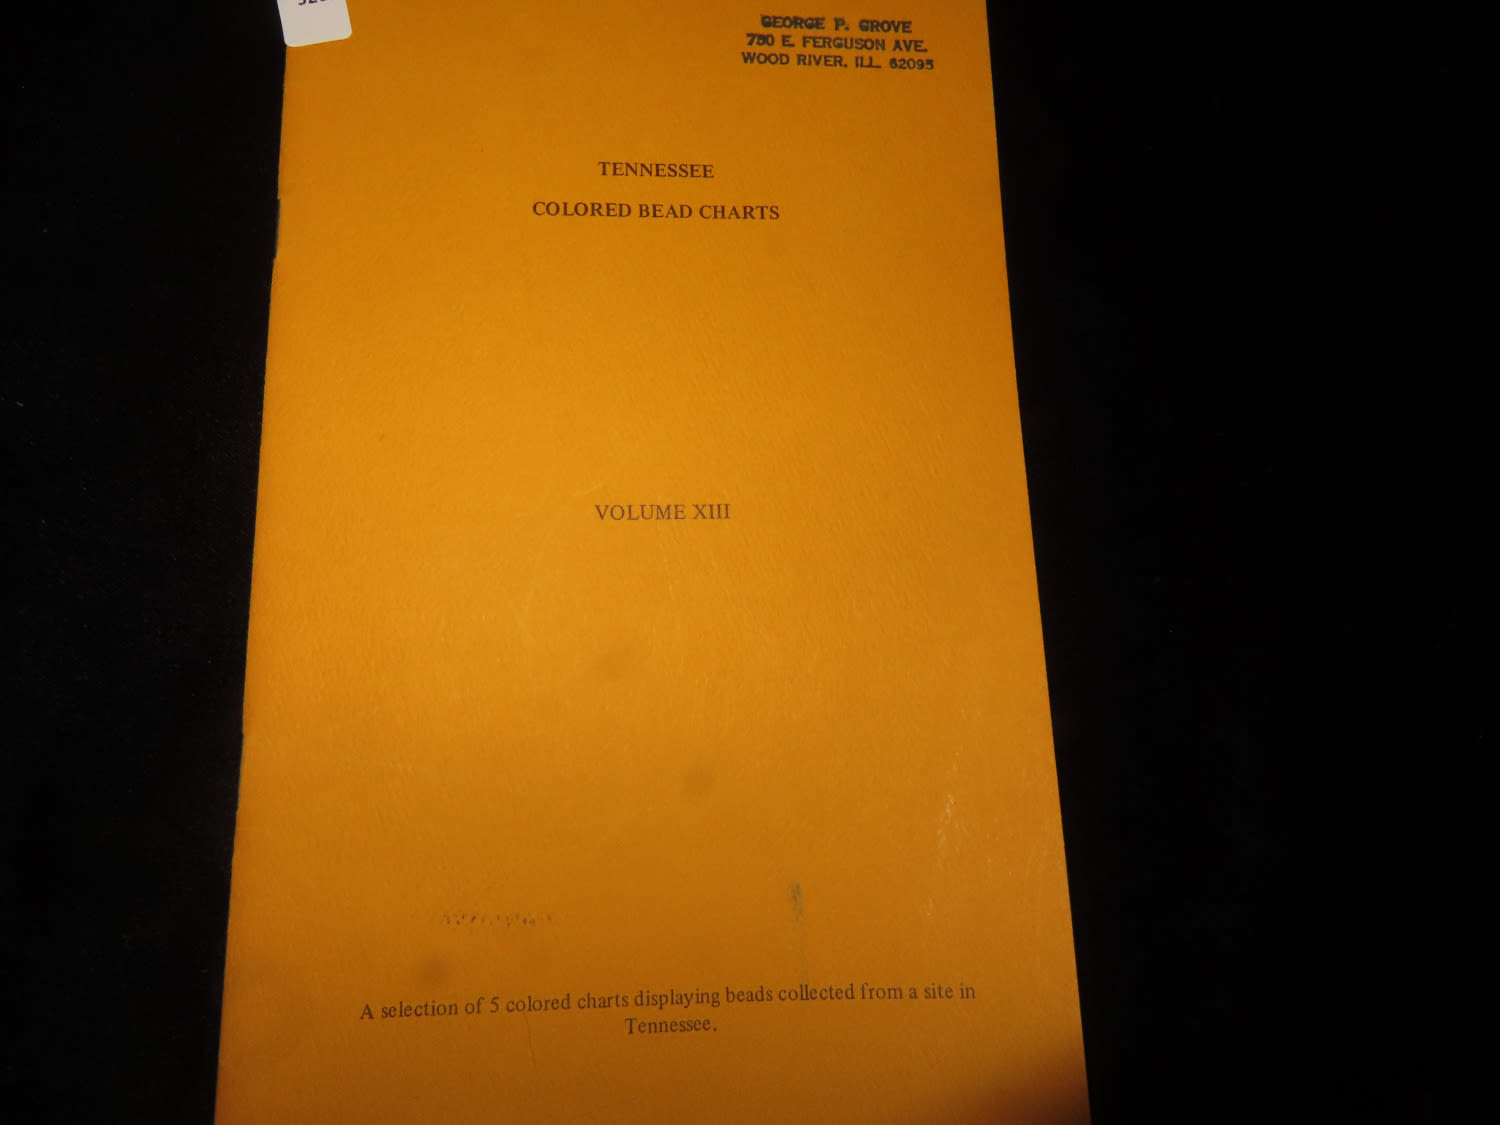 GEORGE P. GROVE
750 E. FERGUSON AVE.
WOOD RIVER, ILL. 62095
TENNESSEE
COLORED BEAD CHARTS
VOLUME XIII
A selection of 5 colored charts displaying beads collected from a site in
Tennessee.